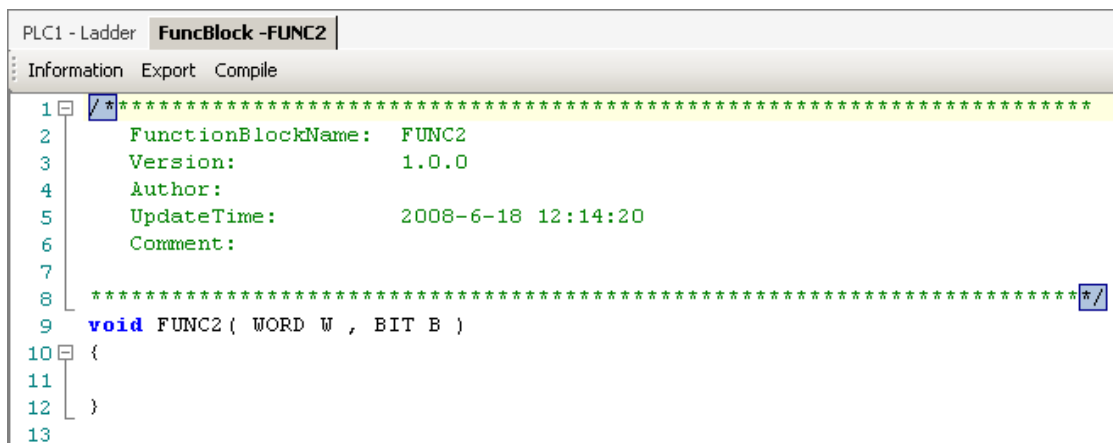 PLC1 - Ladder FuncBlock -FUNC2
Information Export Compile
1 /*************************************************************************
2 FunctionBlockName: FUNC2
3 Version: 1.0.0
4 Author:
5 UpdateTime: 2008-6-18 12:14:20
6 Comment:
7
8 *************************************************************************/
9 void FUNC2( WORD W , BIT B )
10 {
11
12 }
13